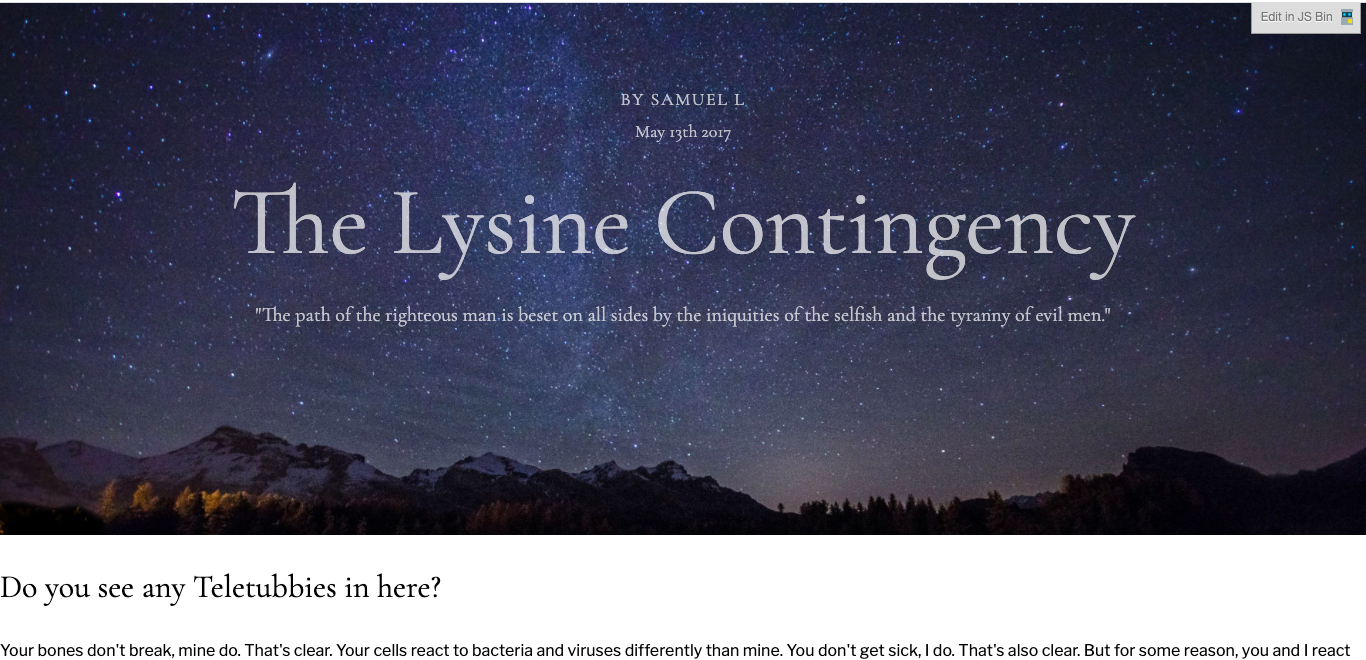 Edit in JS Bin
BY SAMUEL L
May 13th 2017
The Lysine Contingency
"The path of the righteous man is beset on all sides by the iniquities of the selfish and the tyranny of evil men."
Do you see any Teletubbies in here?
Your bones don't break, mine do. That's clear. Your cells react to bacteria and viruses differently than mine. You don't get sick, I do. That's also clear. But for some reason, you and I react